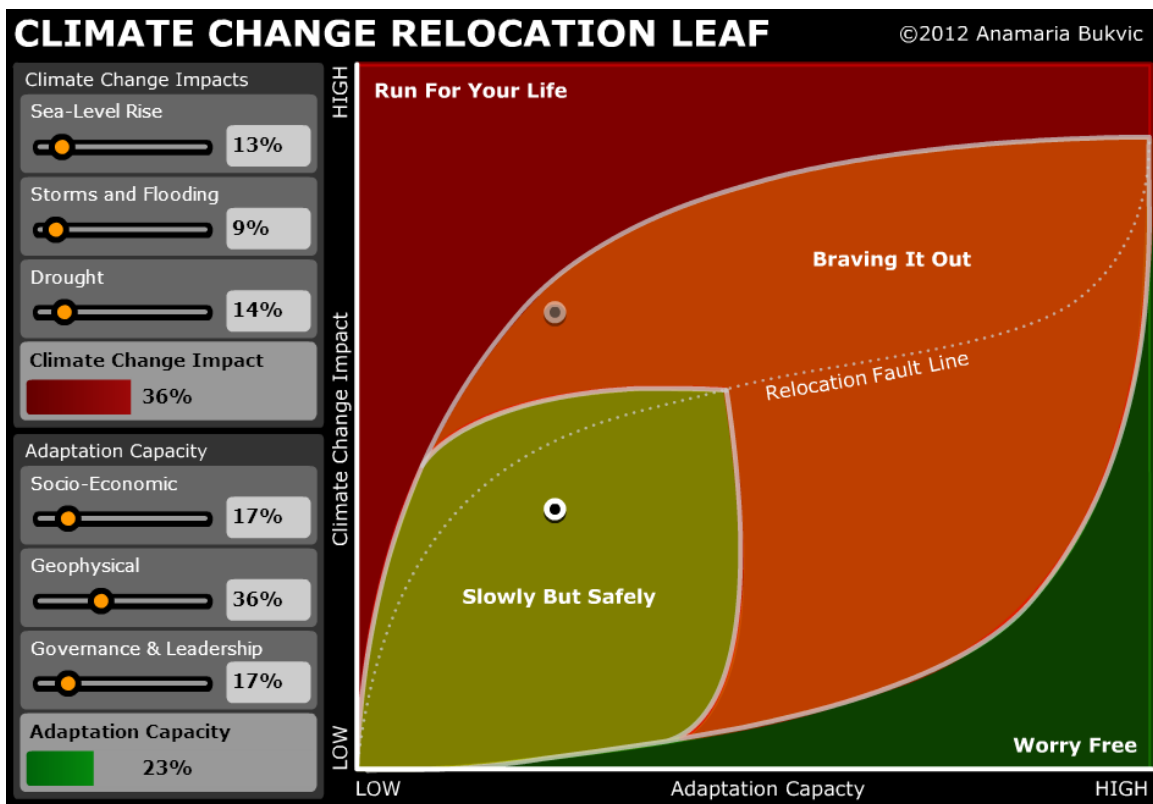 CLIMATE CHANGE RELOCATION LEAF
©2012 Anamaria Bukvic
Climate Change Impacts
Sea-Level Rise
13%
Storms and Flooding
9%
Drought
14%
Climate Change Impact
36%
Adaptation Capacity
Socio-Economic
17%
Geophysical
36%
Governance & Leadership
17%
Adaptation Capacity
23%
HIGH
Climate Change Impact
LOW
Run For Your Life
Braving It Out
Relocation Fault Line
Slowly But Safely
Worry Free
LOW
Adaptation Capacity
HIGH